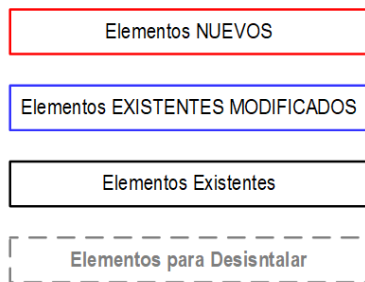 Elementos NUEVOS
Elementos EXISTENTES MODIFICADOS
Elementos Existentes
Elementos para Desisntalar